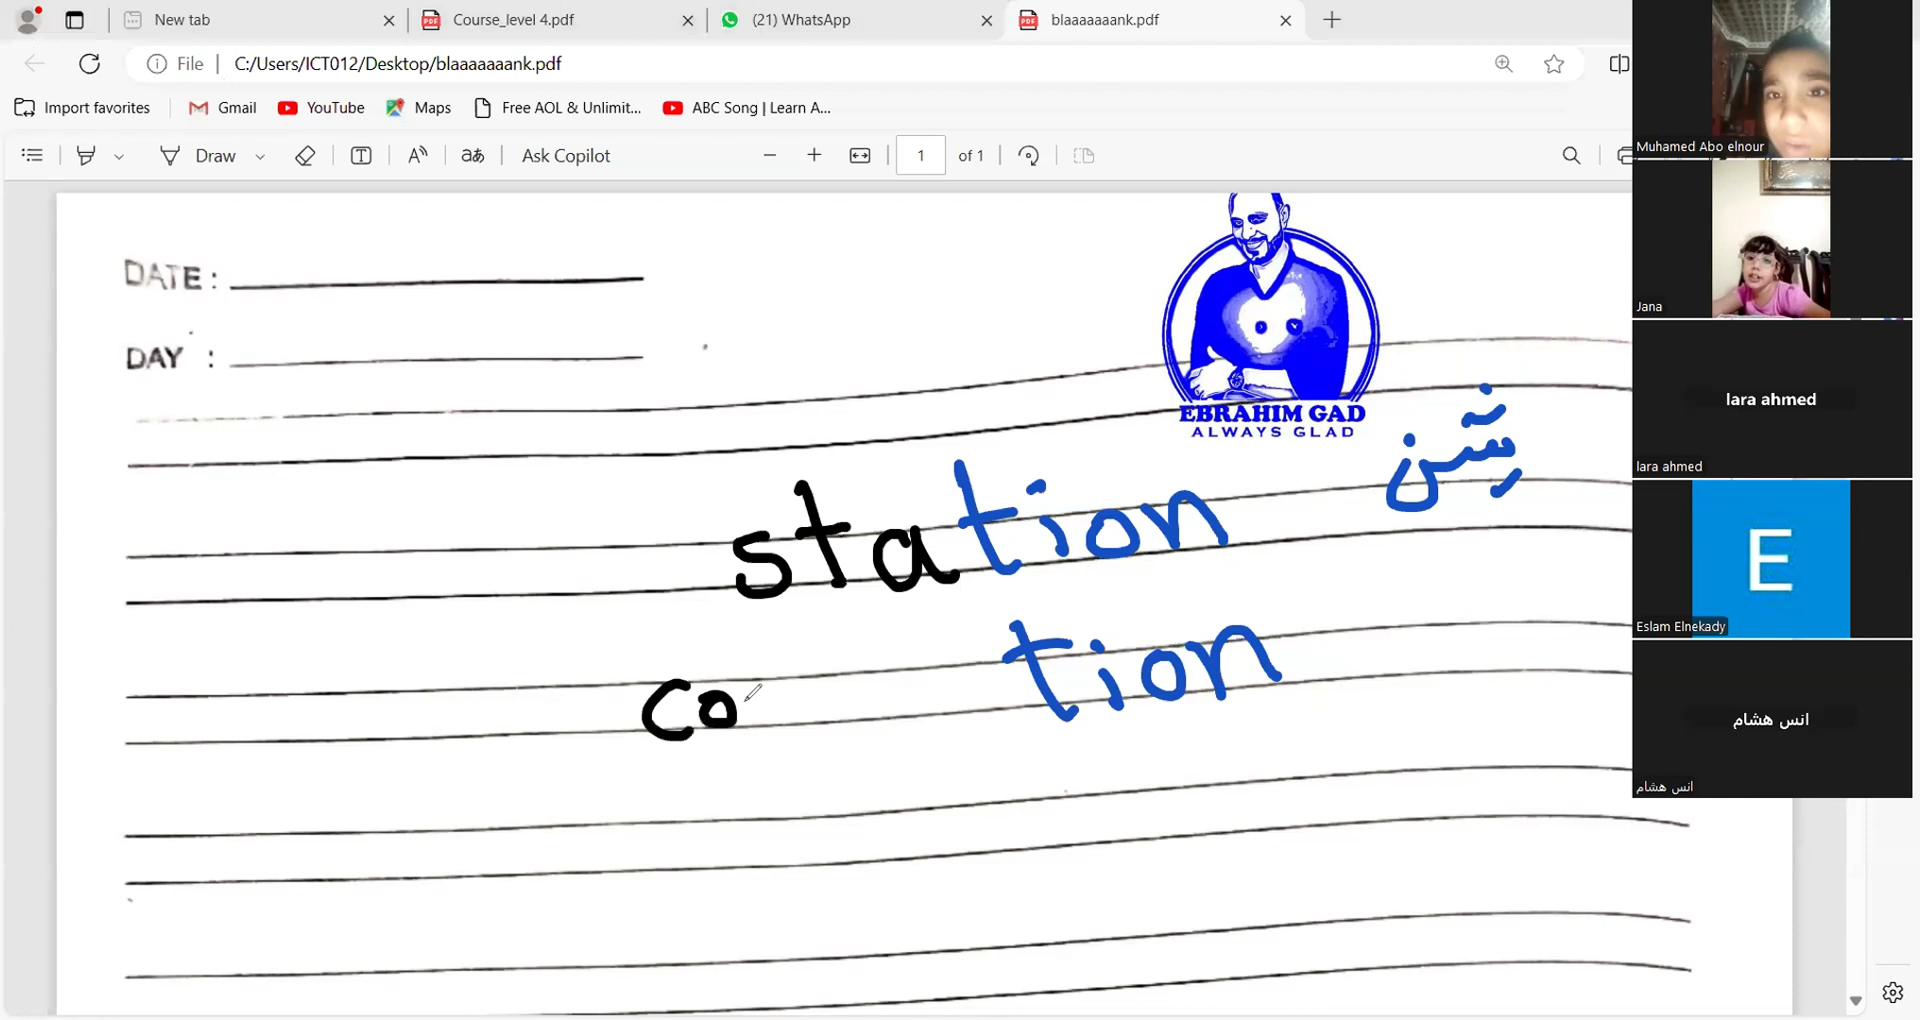 New tab
Course_level 4.pdf
(21) WhatsApp
blaaaaaaank.pdf
File
C:/Users/ICT012/Desktop/blaaaaaaank.pdf
Import favorites
Gmail
YouTube
Maps
Free AOL & Unlimit...
ABC Song | Learn A...
Draw
T
aあ
Ask Copilot
1
of 1
DATE :
DAY :
EBRAHIM GAD
ALWAYS GLAD
station
شن
co
tion
Muhamed Abo elnour
Jana
lara ahmed
lara ahmed
E
Eslam Elnekady
انس هشام
انس هشام